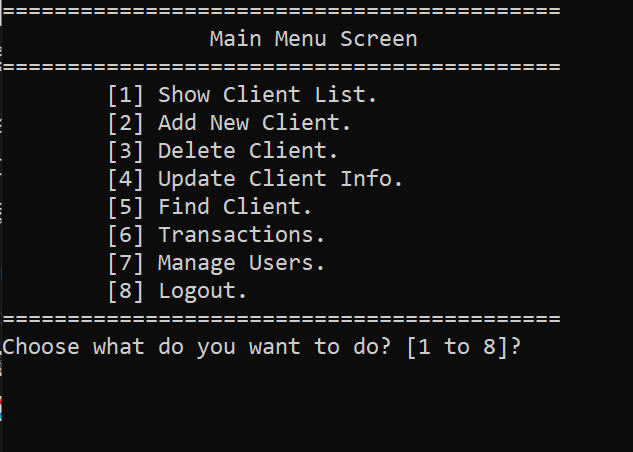 ===========================================
Main Menu Screen
===========================================
[1] Show Client List.
[2] Add New Client.
[3] Delete Client.
[4] Update Client Info.
[5] Find Client.
[6] Transactions.
[7] Manage Users.
[8] Logout.
===========================================
Choose what do you want to do? [1 to 8]?